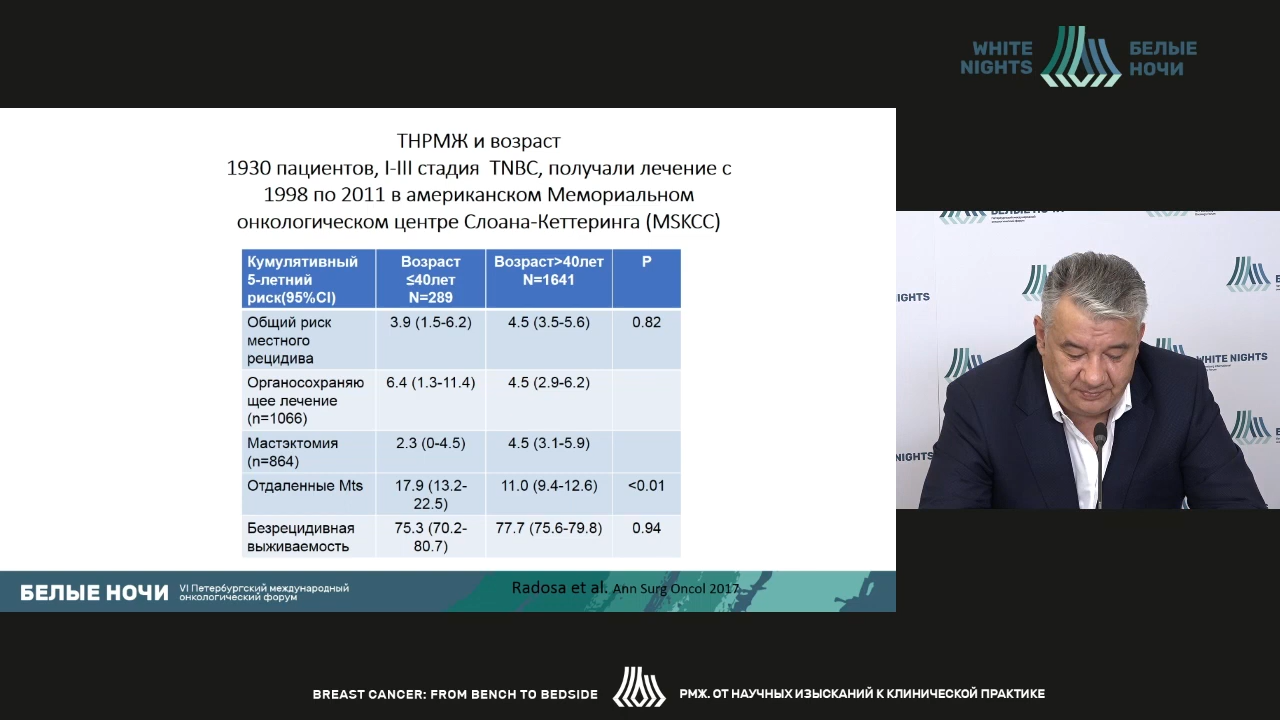 WHITE
NIGHTS
БЕЛЫЕ
НОЧИ
ТНРМЖ и возраст
1930 пациентов, I-III стадия TNBC, получали лечение с
1998 по 2011 в американском Мемориальном
онкологическом центре Слоана-Кеттеринга (MSKCC)
Кумулятивный
5-летний
риск(95%CI)
Возраст
≤40лет
N=289
Возраст>40лет
N=1641
P
Общий риск
местного
рецидива
3.9 (1.5-6.2)
4.5 (3.5-5.6)
0.82
Органосохраняю
щее лечение
(n=1066)
6.4 (1.3-11.4)
4.5 (2.9-6.2)
Мастэктомия
(n=864)
2.3 (0-4.5)
4.5 (3.1-5.9)
Отдаленные Mts
17.9 (13.2-
22.5)
11.0 (9.4-12.6)
<0.01
Безрецидивная
выживаемость
75.3 (70.2-
80.7)
77.7 (75.6-79.8)
0.94
БЕЛЫЕ НОЧИ
VI Петербургский международный
онкологический форум
Radosa et al. Ann Surg Oncol 2017
БЕЛЫЕ НОЧИ
IGHTS
WHITE NIGHTS
NIGHTS
BREAST CANCER: FROM BENCH TO BEDSIDE
РМЖ. ОТ НАУЧНЫХ ИЗЫСКАНИЙ К КЛИНИЧЕСКОЙ ПРАКТИКЕ